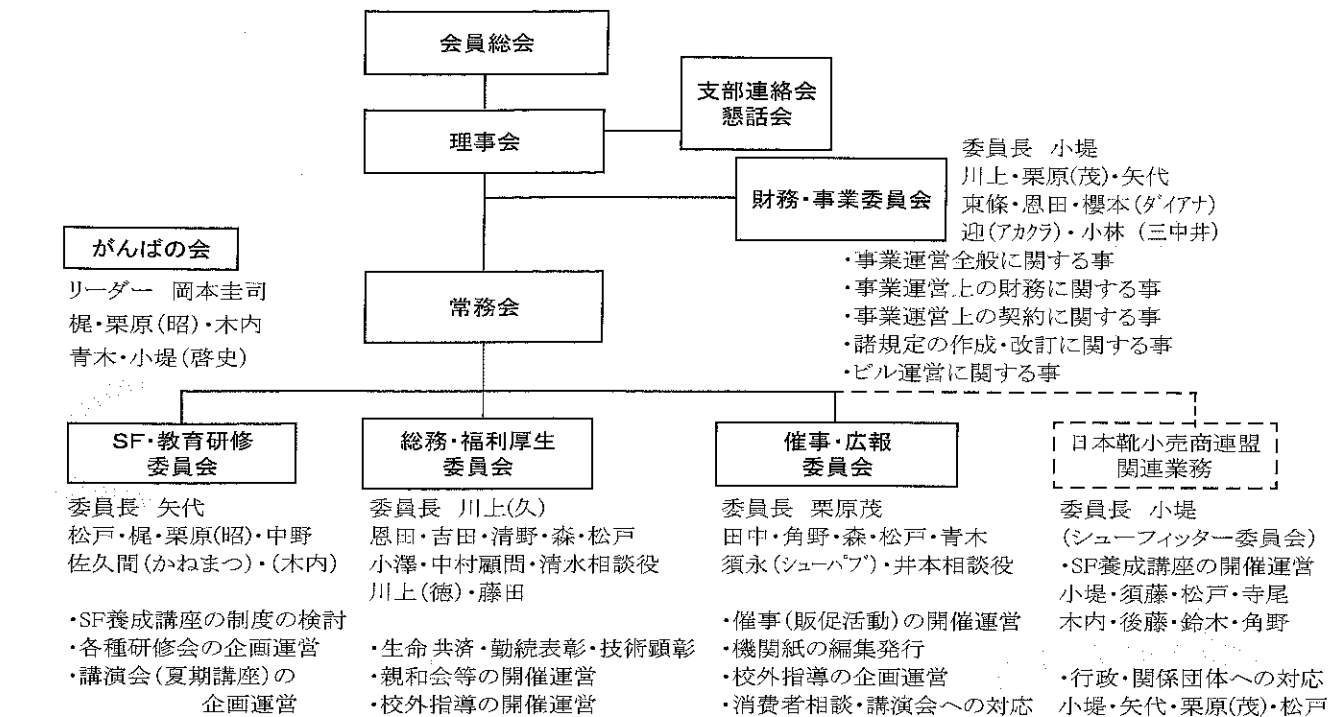 会員総会
支部連絡会
懇話会
理事会
財務・事業委員会
委員長 小堤
川上・栗原(茂)・矢代
東條・恩田・櫻本(ダイアナ)
迎(アカクラ)・小林 (三中井)
・事業運営全般に関する事
・事業運営上の財務に関する事
・事業運営上の契約に関する事
・諸規定の作成・改訂に関する事
・ビル運営に関する事
がんばの会
リーダー 岡本圭司
梶・栗原(昭)・木内
青木・小堤(啓史)
常務会
SF・教育研修
委員会
委員長 矢代
松戸・梶・栗原(昭)・中野
佐久間(かねまつ)・(木内)
・SF養成講座の制度の検討
・各種研修会の企画運営
・講演会(夏期講座)の
企画運営
総務・福利厚生
委員会
委員長 川上(久)
恩田・吉田・清野・森・松戸
小澤・中村顧問・清水相談役
川上(徳)・藤田
・生命共済・勤続表彰・技術顕彰
・親和会等の開催運営
・校外指導の開催運営
催事・広報
委員会
委員長 栗原茂
田中・角野・森・松戸・青木
須永(シューパブ)・井本相談役
・催事(販促活動)の開催運営
・機関紙の編集発行
・校外指導の企画運営
・消費者相談・講演会への対応
日本靴小売商連盟
関連業務
委員長 小堤
(シューフィッター委員会)
・SF養成講座の開催運営
小堤・須藤・松戸・寺尾
木内・後藤・鈴木・角野
・行政・関係団体への対応
小堤・矢代・栗原(茂)・松戸